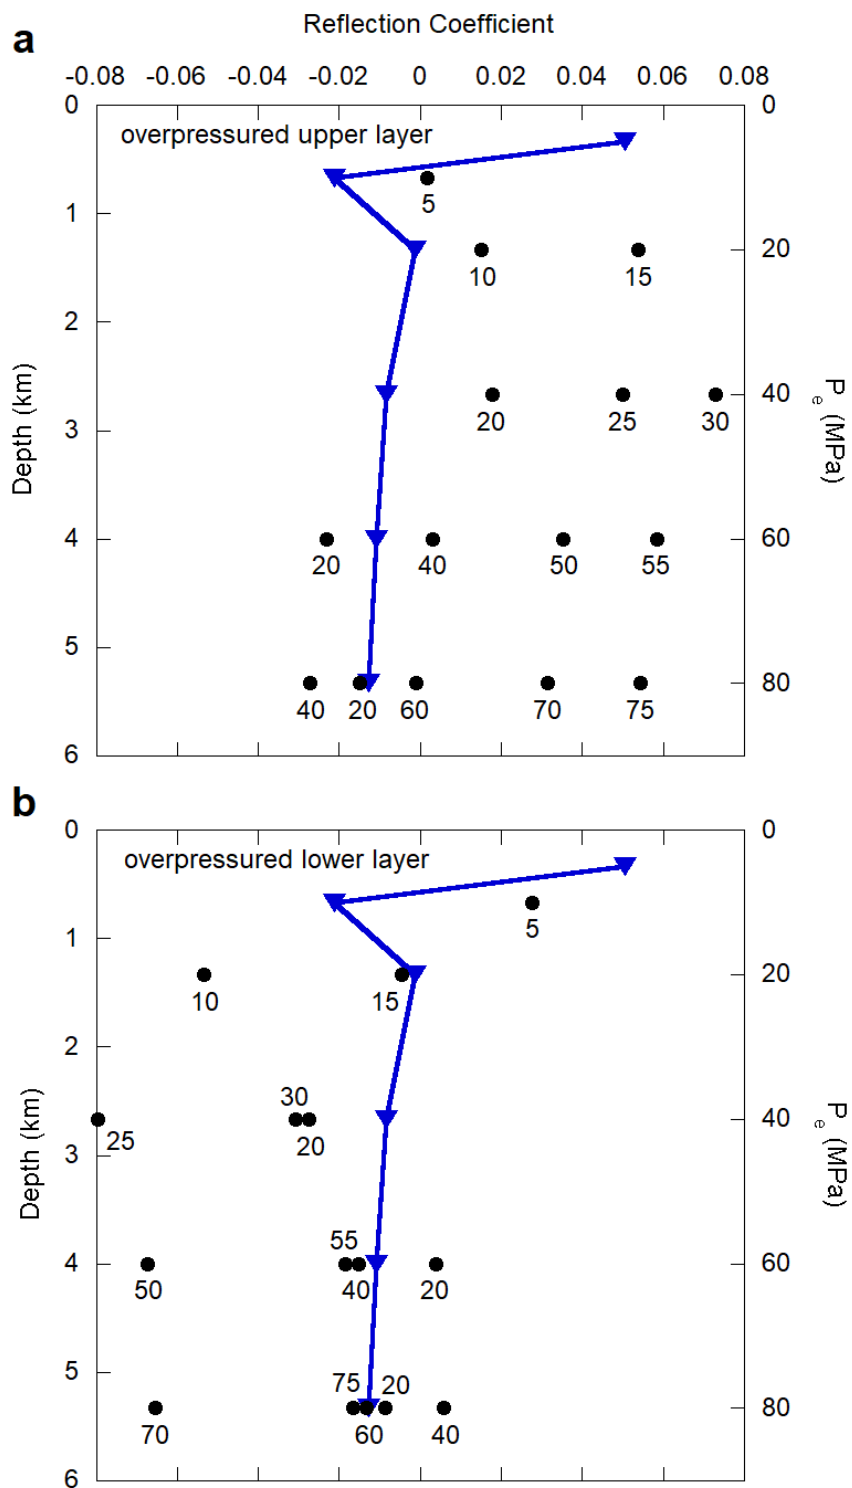 Reflection Coefficient
a
-0.08 -0.06 -0.04 -0.02 0 0.02 0.04 0.06 0.08
0 0
overpressured upper layer
5
1
10 15 20
2
20 25 30 40
3
Depth (km)
P e (MPa)
4 60
20 40 50 55
5
80
40 20 60 70 75
6
b
0 0
overpressured lower layer
5
1
20
10 15
2
30
40
25 20
3
Depth (km)
P e (MPa)
55
4 60
50 40 20
5
75 20
80
70 60 40
6